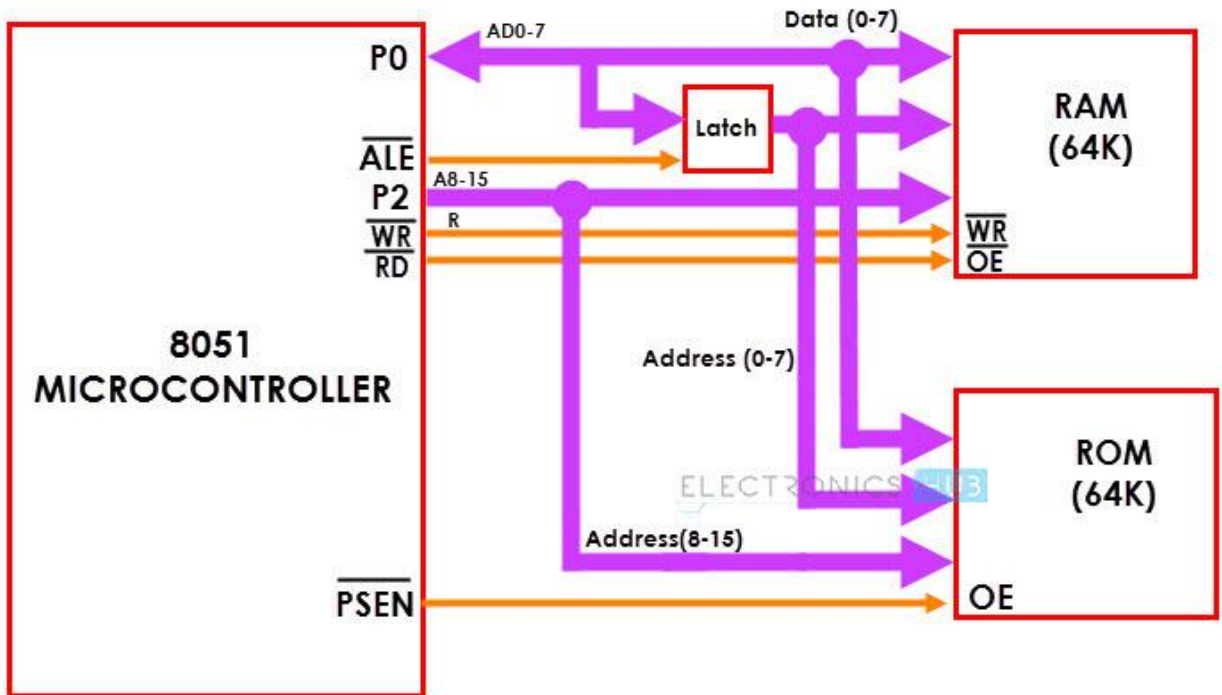 Data (0-7)
AD0-7
P0
RAM
(64K)
Latch
ALE
A8-15
P2
R
WR
RD
WR
OE
8051
MICROCONTROLLER
Address (0-7)
ROM
(64K)
ELECTRONICS HUB
Address(8-15)
PSEN
OE